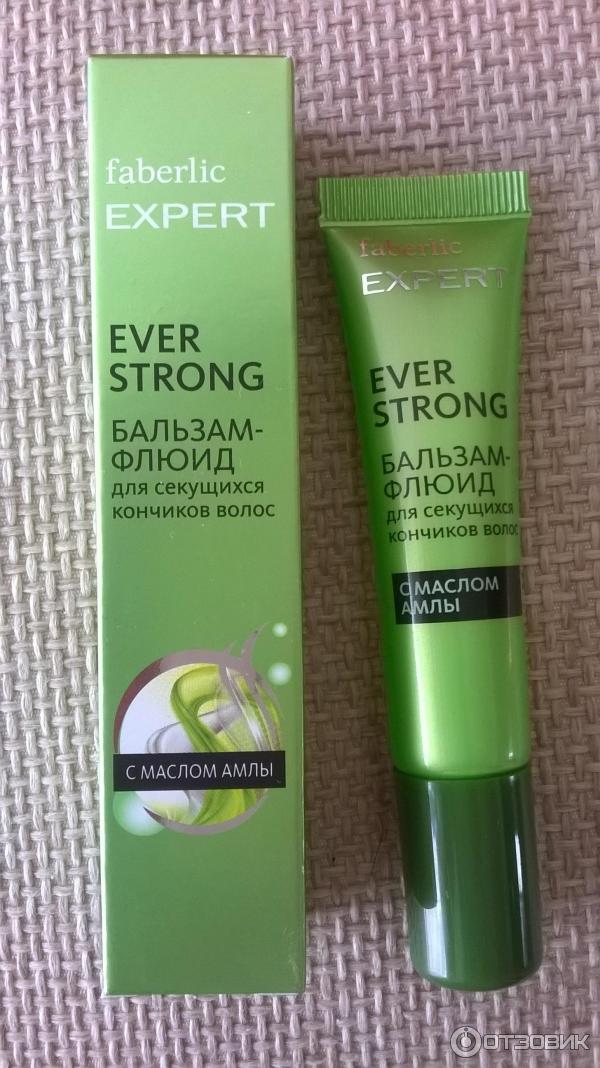 faberlic
EXPERT
EVER
STRONG
БАЛЬЗАМ-
ФЛЮИД
для секущихся
кончиков волос
С МАСЛОМ АМЛЫ
faberlic
EXPERT
EVER
STRONG
БАЛЬЗАМ-
ФЛЮИД
для секущихся
кончиков волос
С МАСЛОМ
АМЛЫ
ОТЗОВИК